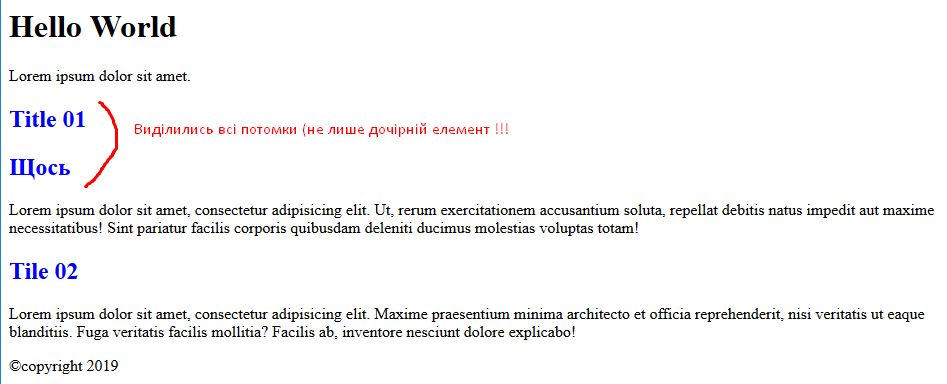 Hello World
Lorem ipsum dolor sit amet.
Title 01
Виділились всі потомки (не лише дочірній елемент !!!
Щось
Lorem ipsum dolor sit amet, consectetur adipisicing elit. Ut, rerum exercitationem accusantium soluta, repellat debitis natus impedit aut maxime
necessitatibus! Sint pariatur facilis corporis quibusdam deleniti ducimus molestias voluptas totam!
Tile 02
Lorem ipsum dolor sit amet, consectetur adipisicing elit. Maxime praesentium minima architecto et officia reprehenderit, nisi veritatis ut eaque
blanditiis. Fuga veritatis facilis mollitia? Facilis ab, inventore nesciunt dolore explicabo!
©copyright 2019